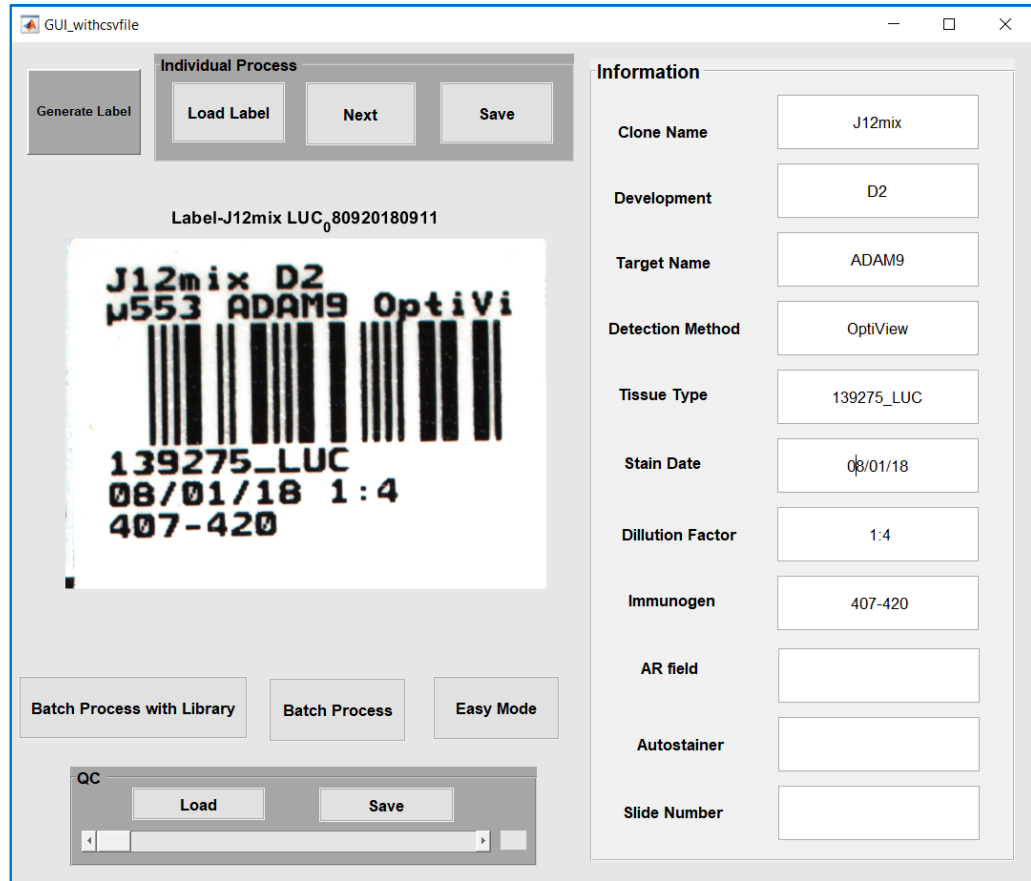 GUI_withcsvfile
Generate Label
Individual Process
Load Label
Next
Save
Label-J12mix LUC080920180911
J12mix D2
µ553 ADAM9 OptiVi
139275_LUC
08/01/18 1:4
407-420
Batch Process with Library
Batch Process
Easy Mode
QC
Load
Save
Information
Clone Name J12mix
Development D2
Target Name ADAM9
Detection Method OptiView
Tissue Type 139275_LUC
Stain Date 08/01/18
Dillution Factor 1:4
Immunogen 407-420
AR field
Autostainer
Slide Number